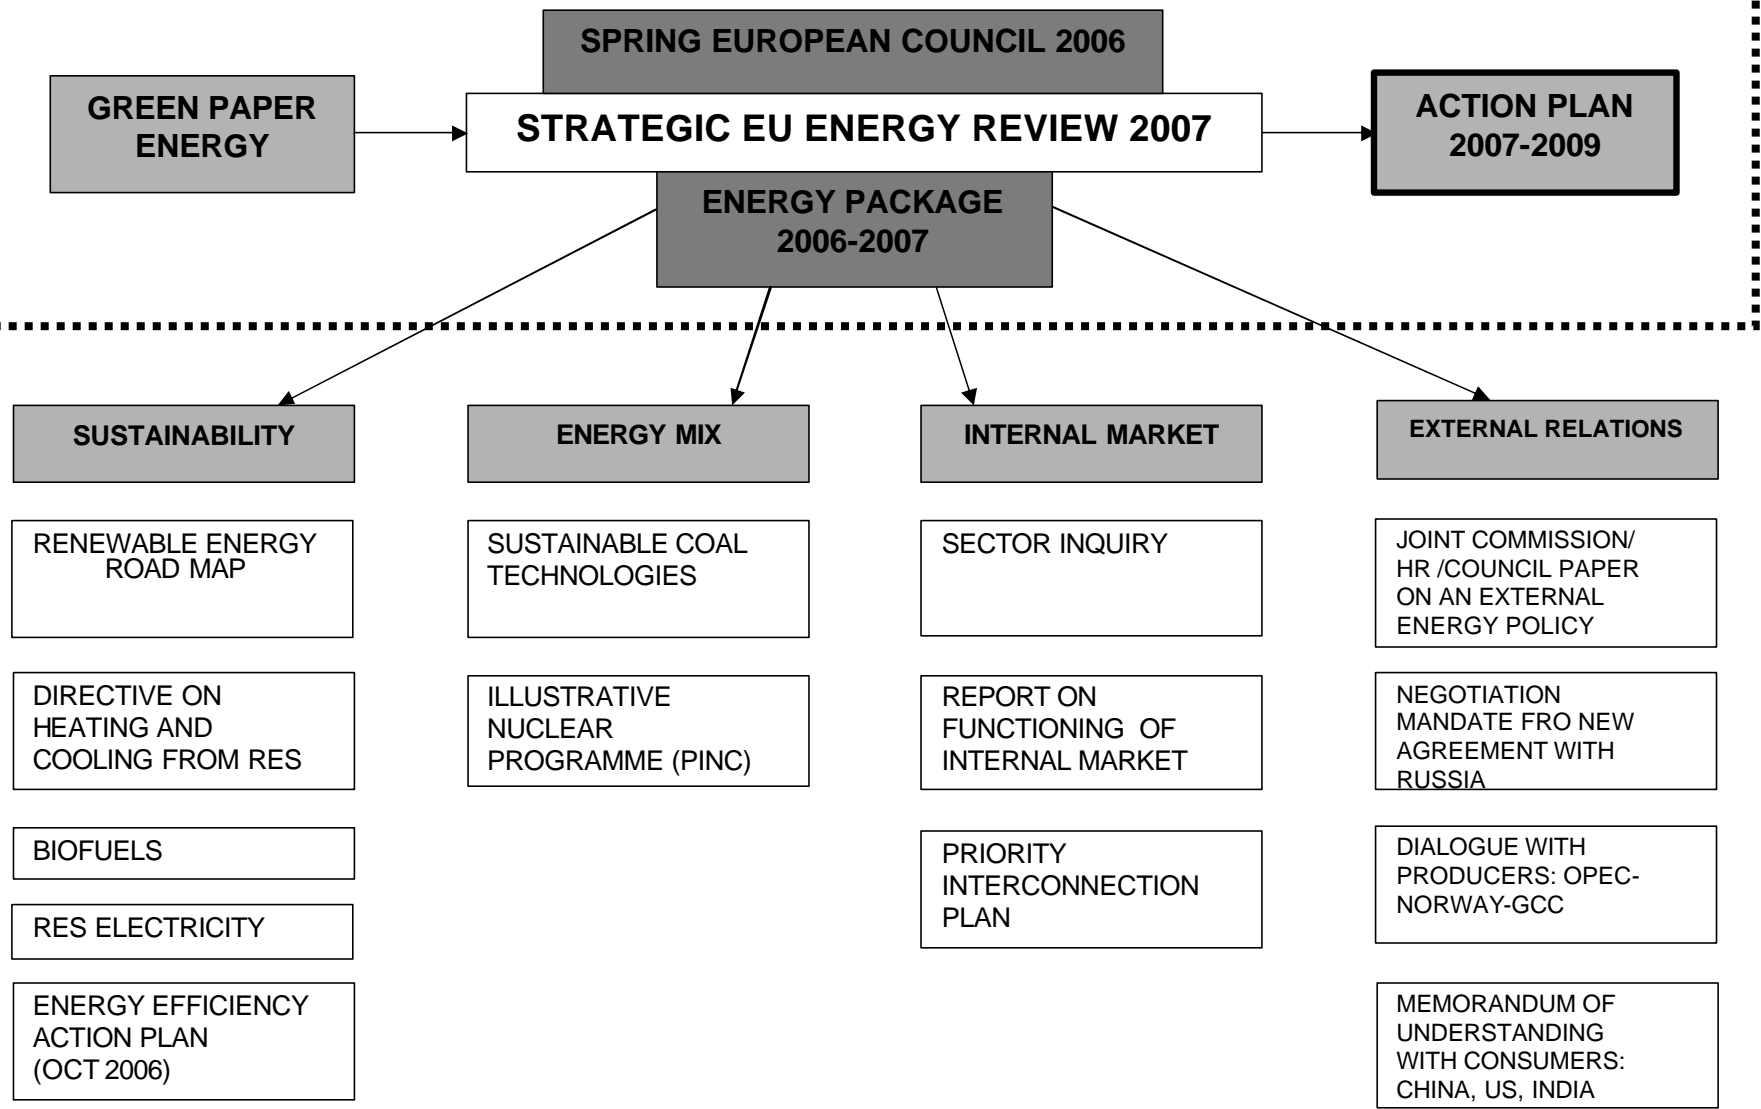 SPRING EUROPEAN COUNCIL 2006
GREEN PAPER
ENERGY
STRATEGIC EU ENERGY REVIEW 2007
ACTION PLAN
2007-2009
ENERGY PACKAGE
2006-2007
SUSTAINABILITY
RENEWABLE ENERGY
ROAD MAP
DIRECTIVE ON
HEATING AND
COOLING FROM RES
BIOFUELS
RES ELECTRICITY
ENERGY EFFICIENCY
ACTION PLAN
(OCT 2006)
ENERGY MIX
SUSTAINABLE COAL
TECHNOLOGIES
ILLUSTRATIVE
NUCLEAR
PROGRAMME (PINC)
INTERNAL MARKET
SECTOR INQUIRY
REPORT ON
FUNCTIONING OF
INTERNAL MARKET
PRIORITY
INTERCONNECTION
PLAN
EXTERNAL RELATIONS
JOINT COMMISSION/
HR /COUNCIL PAPER
ON AN EXTERNAL
ENERGY POLICY
NEGOTIATION
MANDATE FRO NEW
AGREEMENT WITH
RUSSIA
DIALOGUE WITH
PRODUCERS: OPEC-
NORWAY-GCC
MEMORANDUM OF
UNDERSTANDING
WITH CONSUMERS:
CHINA, US, INDIA